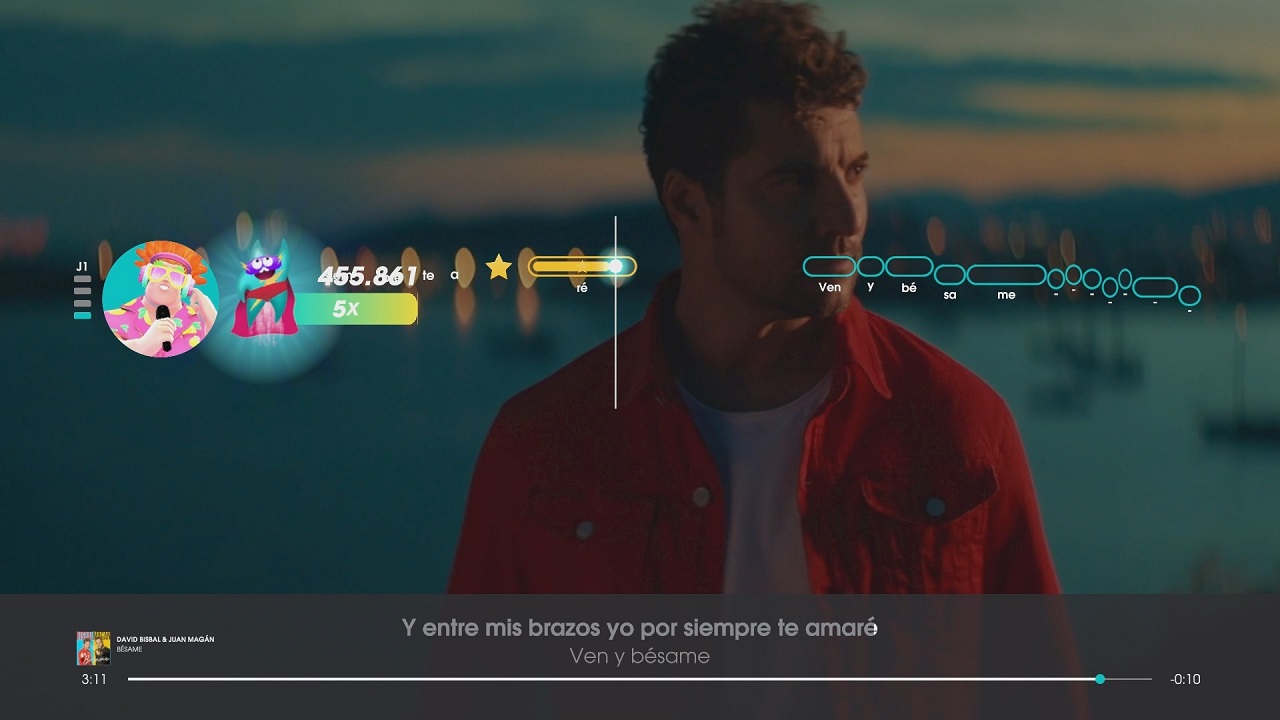 J1
455.861 te a
ré
5x
Ven y bé sa me - - - - - - -
Y entre mis brazos yo por siempre te amaré
Ven y bésame
DAVID BISBAL & JUAN MAGÁN
BÉSAME
3:11
-0:10